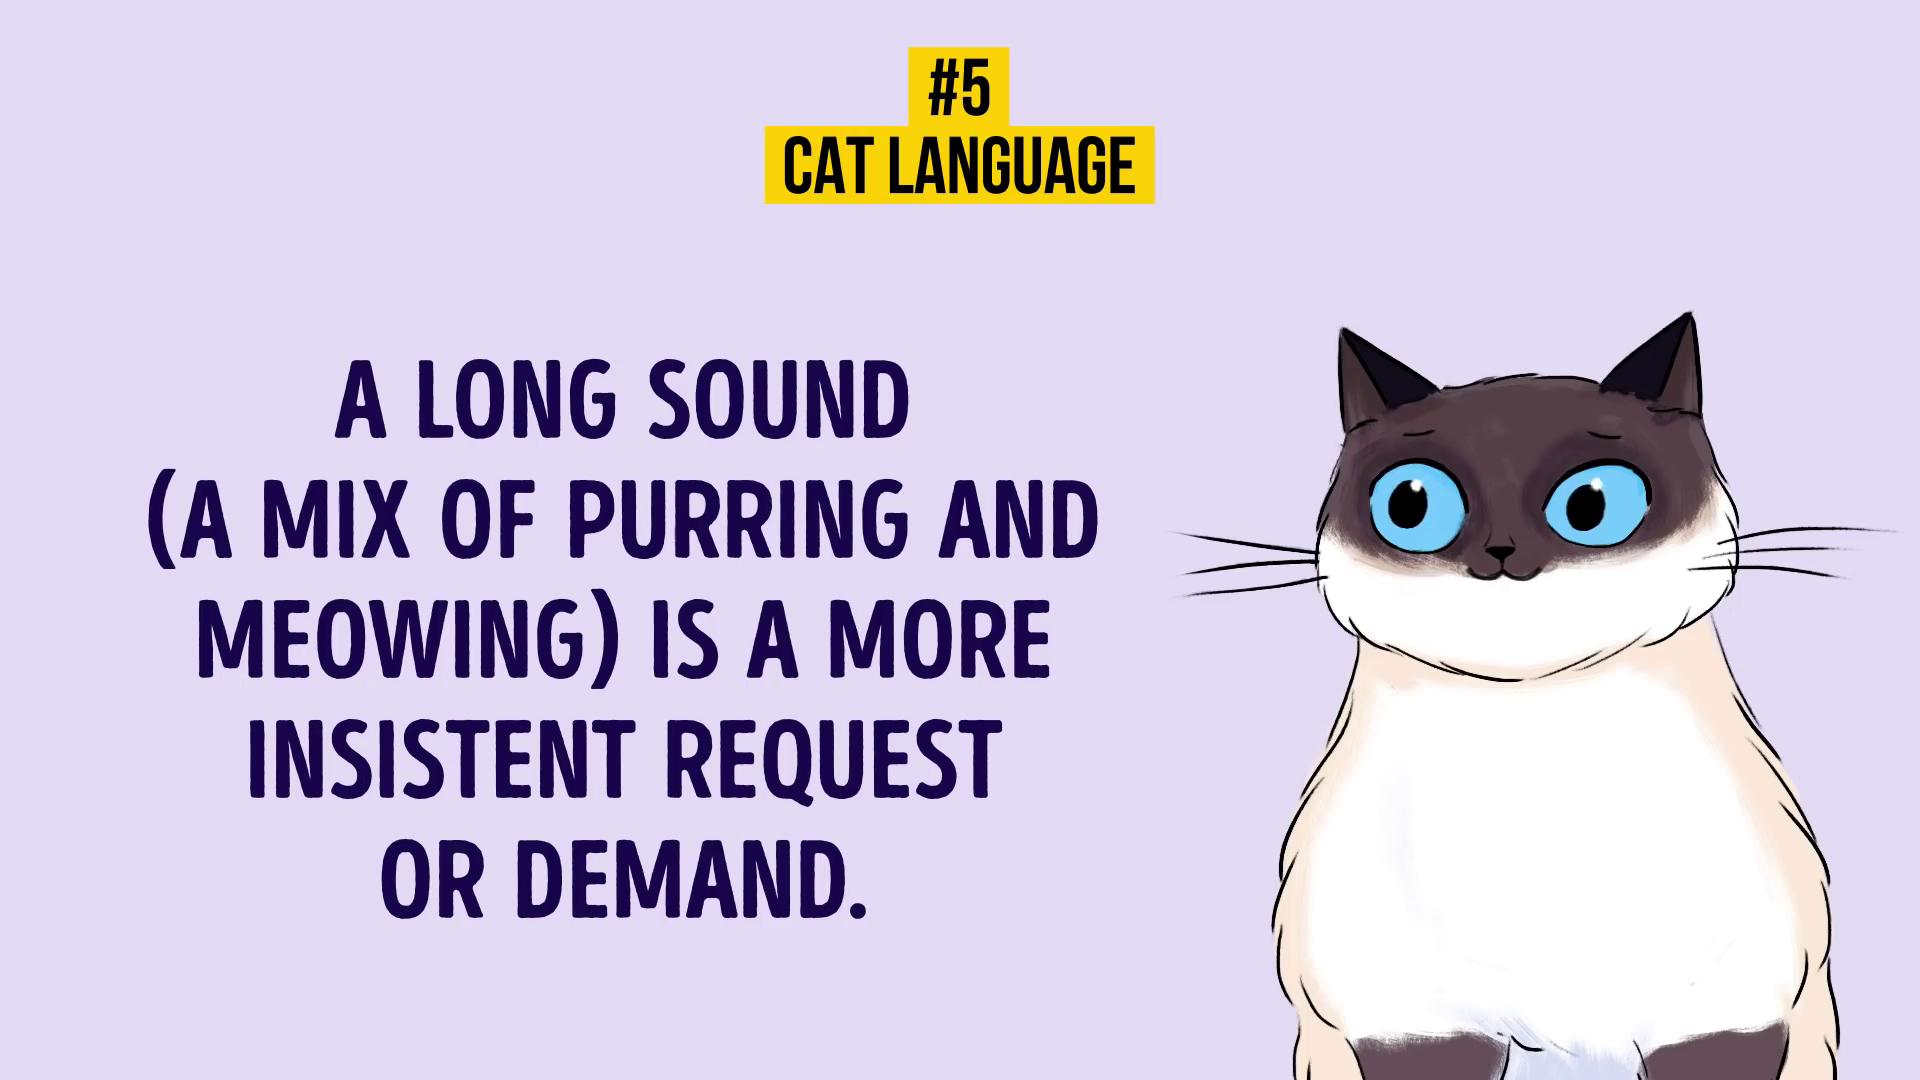 #5
CAT LANGUAGE
A LONG SOUND
(A MIX OF PURRING AND
MEOWING) IS A MORE
INSISTENT REQUEST
OR DEMAND.